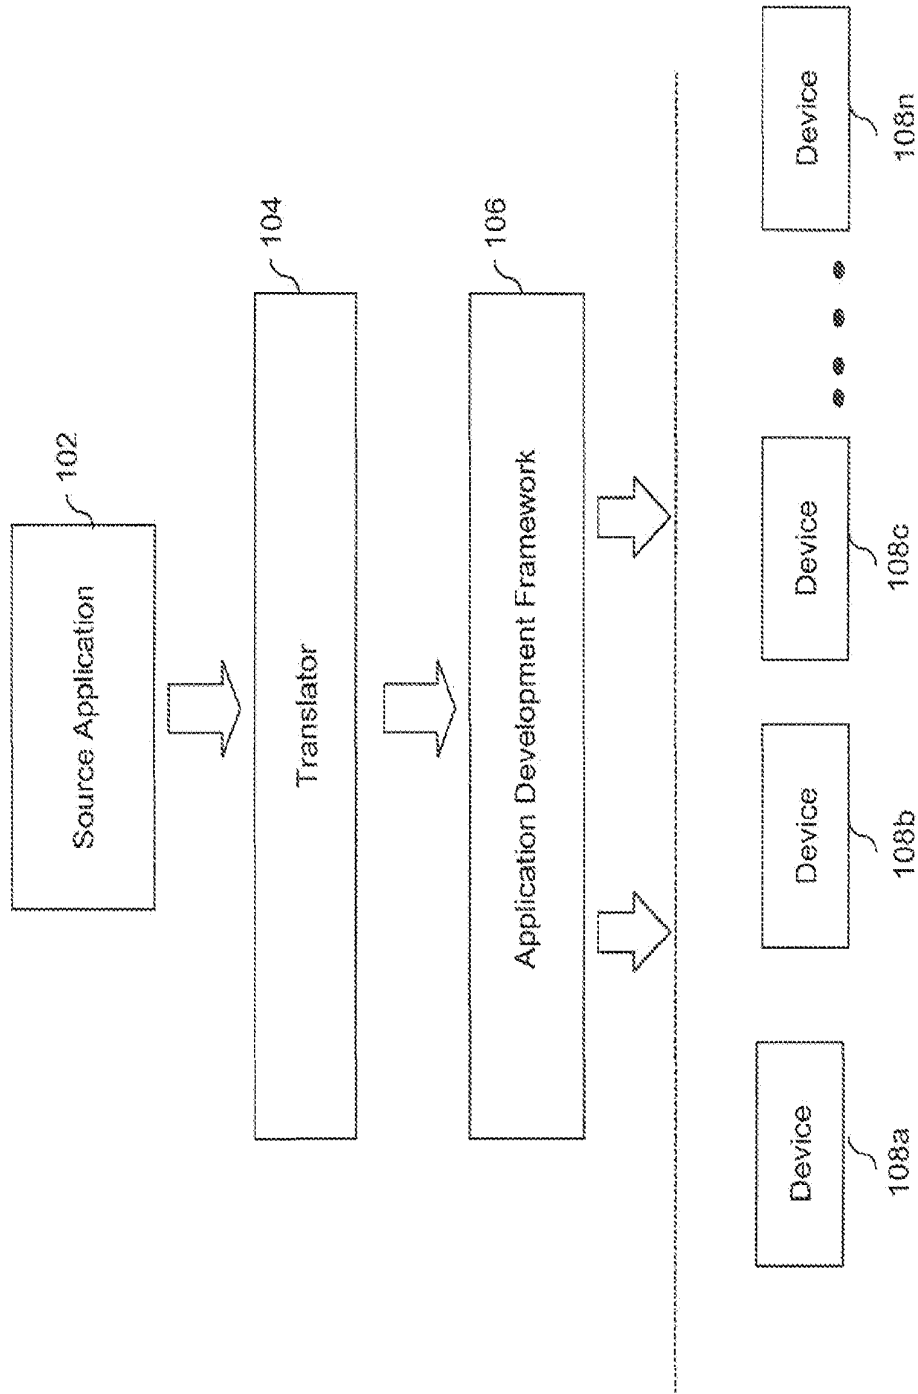 Source Application
102
Translator
104
Application Development Framework
106
Device
108a
Device
108b
Device
108c
Device
108n